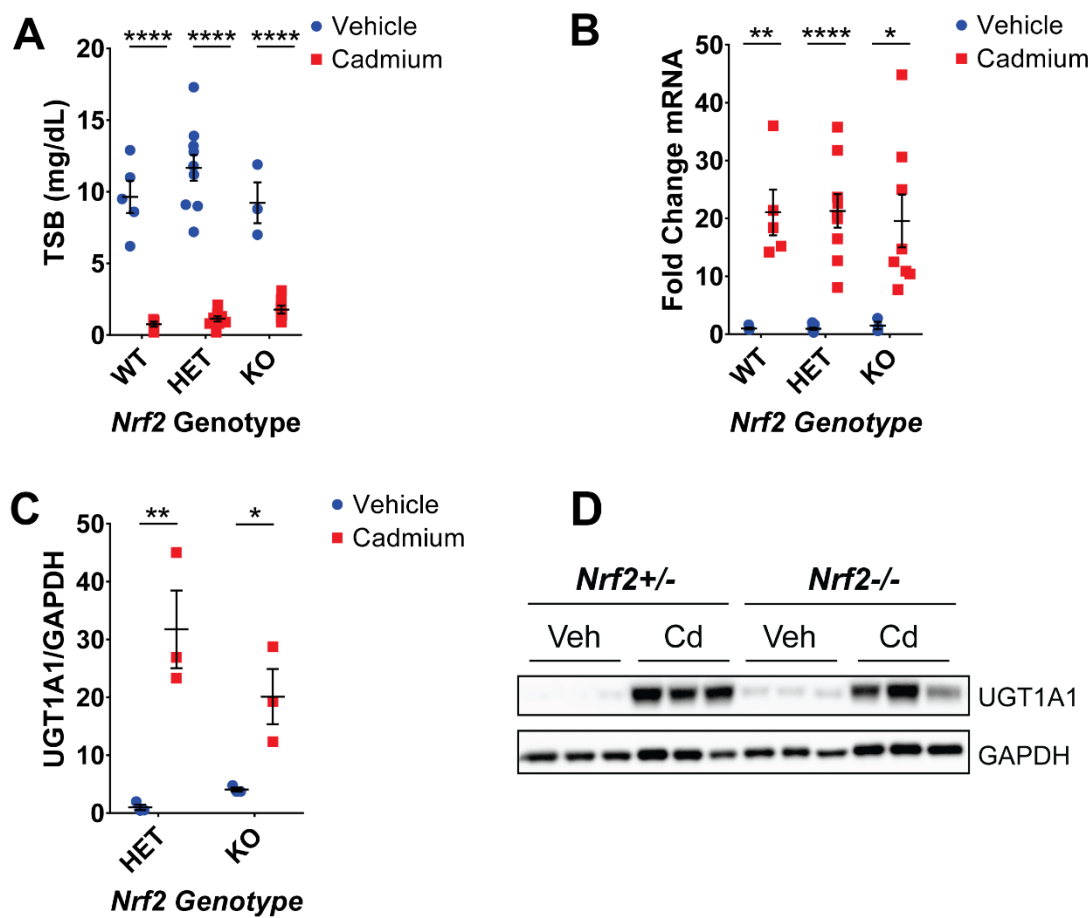 A
**** **** ****
Vehicle
Cadmium
20
15
10
5
0
TSB (mg/dL)
WT HET KO
Nrf2 Genotype
B
** **** *
Vehicle
Cadmium
50
40
30
20
10
0
Fold Change mRNA
WT HET KO
Nrf2 Genotype
C
** *
Vehicle
Cadmium
50
40
30
20
10
0
UGT1A1/GAPDH
HET KO
Nrf2 Genotype
D
Nrf2+/- Nrf2-/-
Veh Cd Veh Cd
UGT1A1
GAPDH